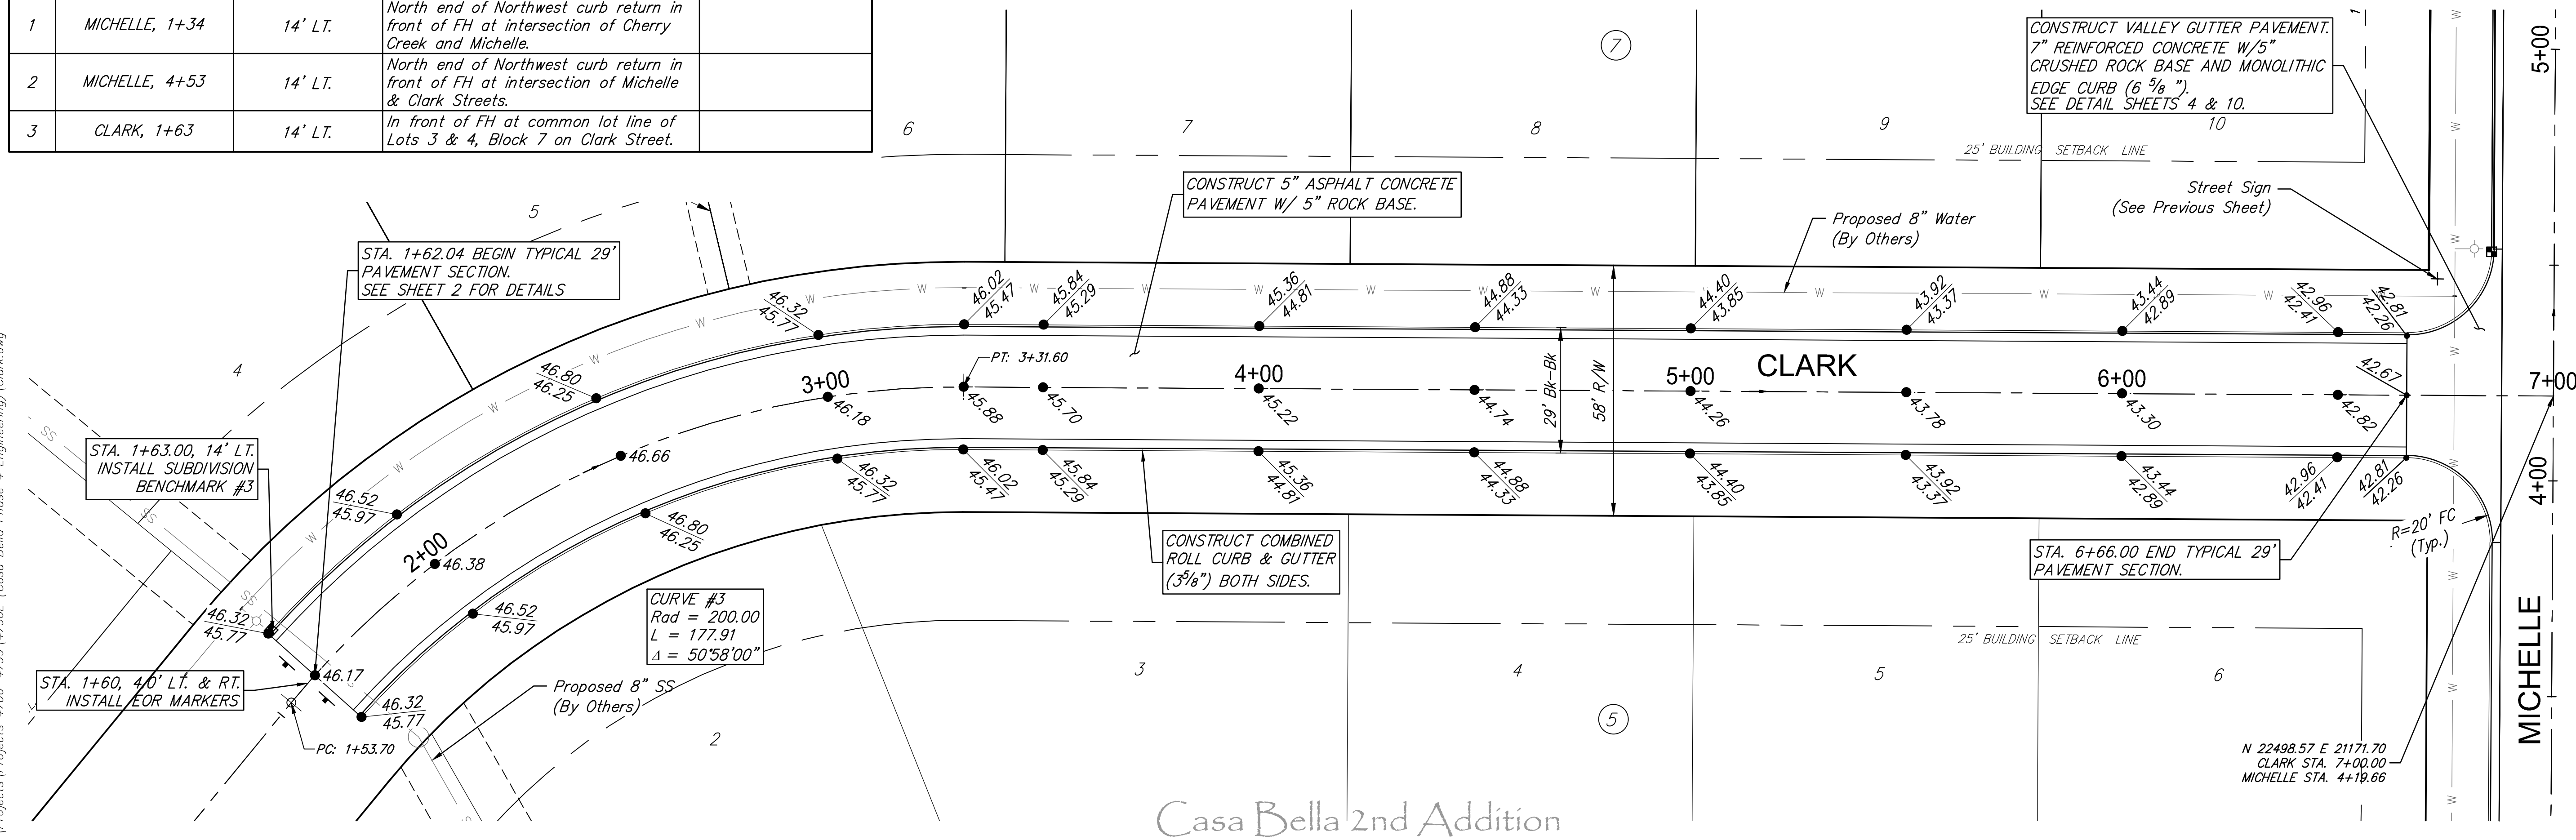 1
MICHELLE, 1+34
14' LT.
North end of Northwest curb return in
front of FH at intersection of Cherry
Creek and Michelle.
2
MICHELLE, 4+53
14' LT.
North end of Northwest curb return in
front of FH at intersection of Michelle
& Clark Streets.
3
CLARK, 1+63
14' LT.
In front of FH at common lot line of
Lots 3 & 4, Block 7 on Clark Street.
7
CONSTRUCT VALLEY GUTTER PAVEMENT.
7" REINFORCED CONCRETE W/5"
CRUSHED ROCK BASE AND MONOLITHIC
EDGE CURB (6 5/8 ").
SEE DETAIL SHEETS 4 & 10.
5+00
6
7
8
9
10
25' BUILDING SETBACK LINE
Street Sign
(See Previous Sheet)
CONSTRUCT 5" ASPHALT CONCRETE
PAVEMENT W/ 5" ROCK BASE.
Proposed 8" Water
(By Others)
5
4
STA. 1+62.04 BEGIN TYPICAL 29'
PAVEMENT SECTION.
SEE SHEET 2 FOR DETAILS
46.32
45.77
46.02
45.47
45.84
45.29
45.36
44.81
44.88
44.33
44.40
43.85
43.92
43.37
43.44
42.89
42.96
42.41
42.81
42.26
46.80
46.25
46.52
45.97
46.32
45.77
3+00
PT: 3+31.60
4+00
5+00
CLARK
6+00
7+00
2+00
46.17
46.38
46.66
46.18
45.88
45.70
45.22
44.74
44.26
43.78
43.30
42.82
42.67
29' Bk-Bk
58' R/W
46.32
45.77
46.52
45.97
46.80
46.25
46.32
45.77
46.02
45.47
45.84
45.29
45.36
44.81
44.88
44.33
44.40
43.85
43.92
43.37
43.44
42.89
42.96
42.41
42.81
42.26
4+00
STA. 1+63.00, 14' LT.
INSTALL SUBDIVISION
BENCHMARK #3
STA. 1+60, 4.0' LT. & RT.
INSTALL EOR MARKERS
PC: 1+53.70
CURVE #3
Rad = 200.00
L = 177.91
Δ = 50°58'00"
Proposed 8" SS
(By Others)
CONSTRUCT COMBINED
ROLL CURB & GUTTER
(3 5/8") BOTH SIDES.
STA. 6+66.00 END TYPICAL 29'
PAVEMENT SECTION.
R=20' FC
(Typ.)
25' BUILDING SETBACK LINE
2
3
4
5
6
5
MICHELLE
N 22498.57 E 21171.70
CLARK STA. 7+00.00
MICHELLE STA. 4+19.66
W W W W W W W W W W W W W W W
SS SS SS
Casa Bella 2nd Addition